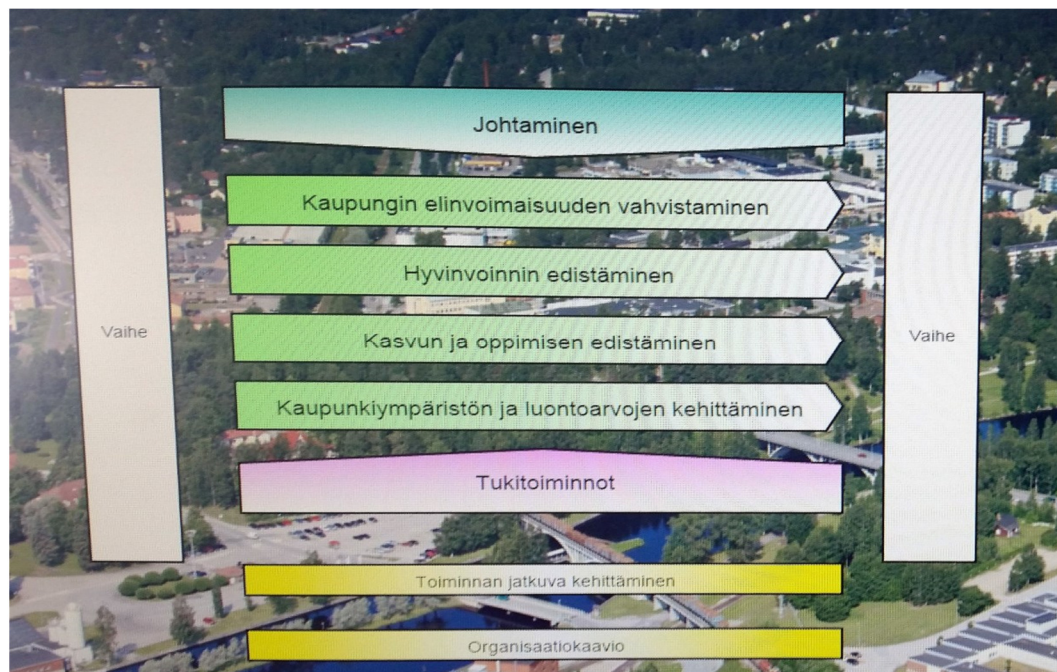 Johtaminen
Kaupungin elinvoimaisuuden vahvistaminen
Hyvinvoinnin edistäminen
Vaihe
Kasvun ja oppimisen edistäminen
Vaihe
Kaupunkiympäristön ja luontoarvojen kehittäminen
Tukitoiminnot
Toiminnan jatkuva kehittäminen
Organisaatiokaavio